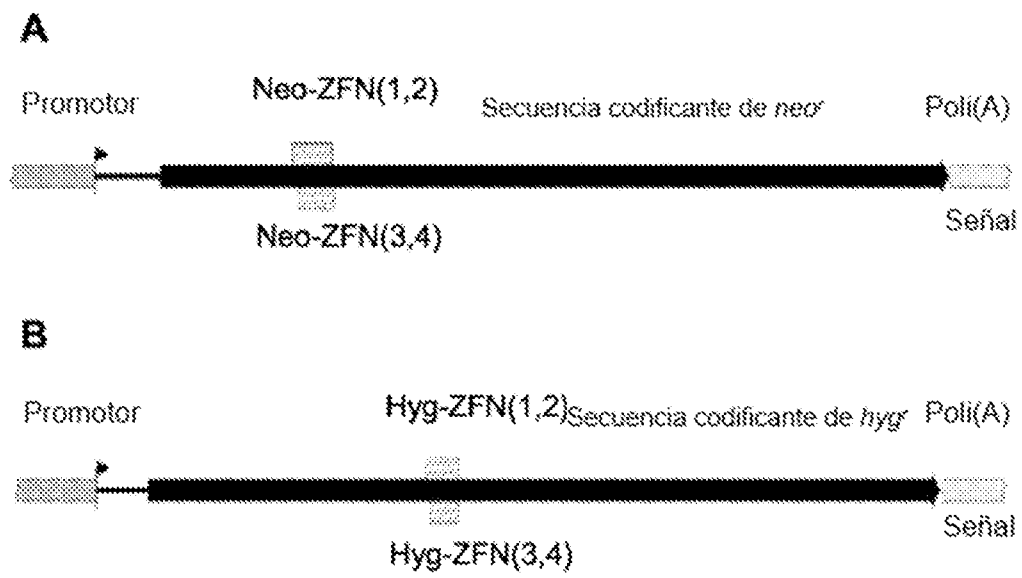 A
Promotor
Neo-ZFN(1,2)
Secuencia codificante de neoʳ
Poli(A)
Neo-ZFN(3,4)
Señal
B
Promotor
Hyg-ZFN(1,2)
Secuencia codificante de hygʳ
Poli(A)
Hyg-ZFN(3,4)
Señal